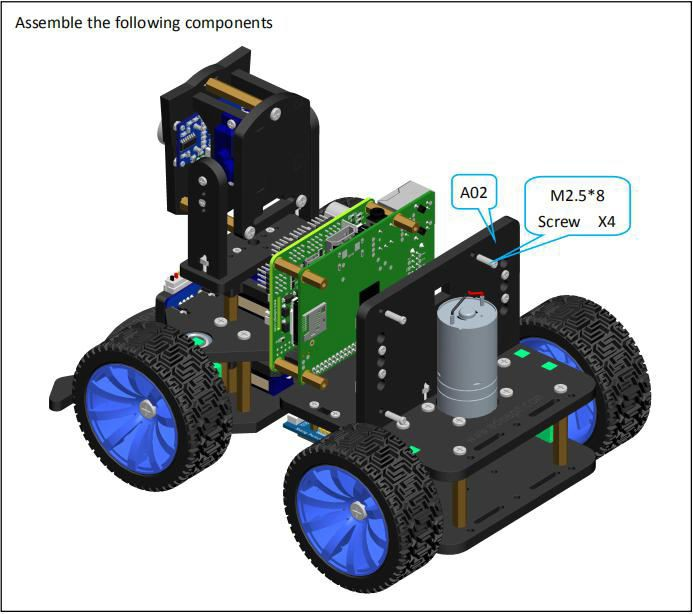 Assemble the following components
A02
M2.5*8
Screw X4